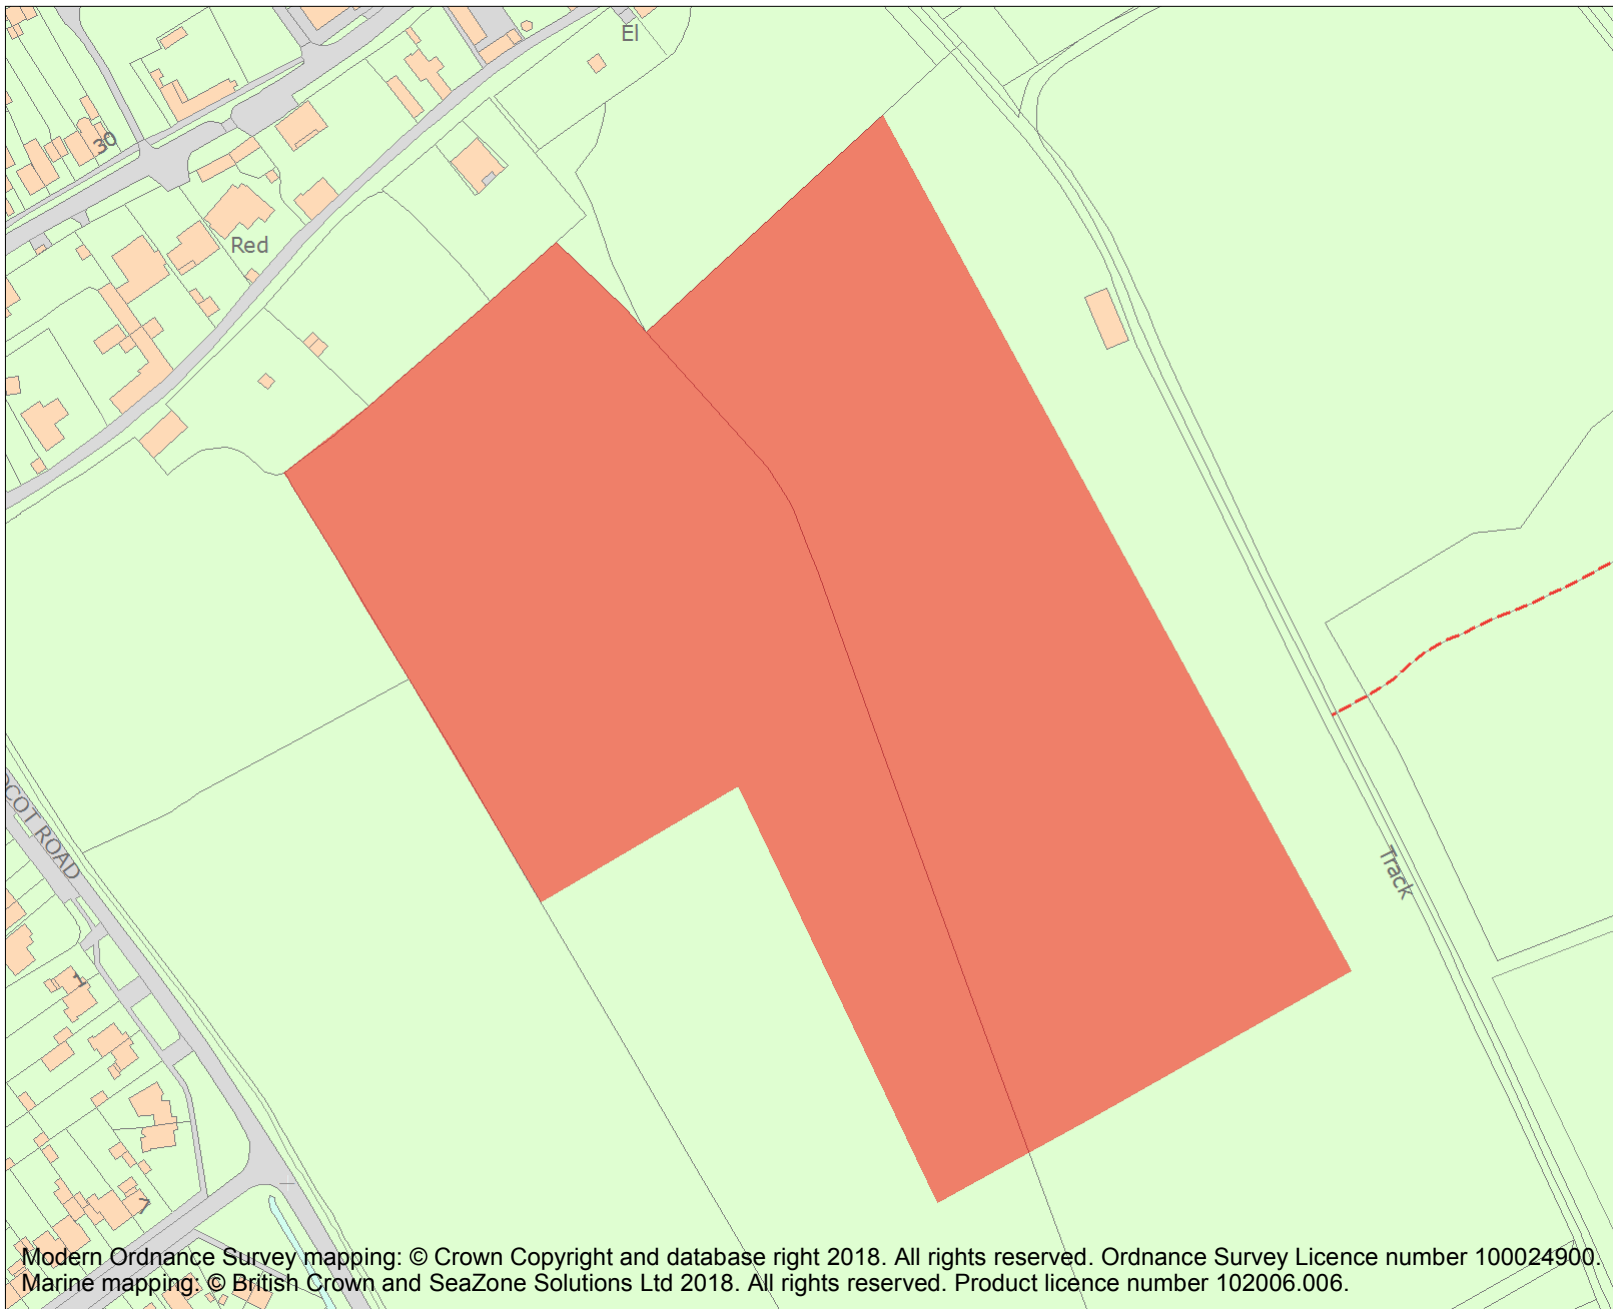 El
30
Red
OCOT ROAD
Track
7
7
Modern Ordnance Survey mapping: © Crown Copyright and database right 2018. All rights reserved. Ordnance Survey Licence number 100024900.
Marine mapping: © British Crown and SeaZone Solutions Ltd 2018. All rights reserved. Product licence number 102006.006.